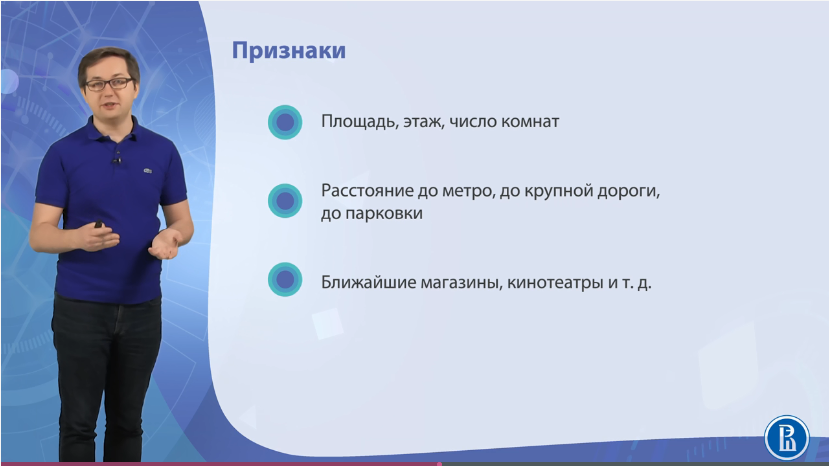 Признаки
Площадь, этаж, число комнат
Расстояние до метро, до крупной дороги,
до парковки
Ближайшие магазины, кинотеатры и т. д.